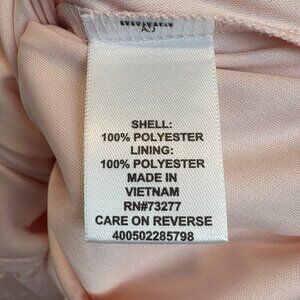 SHELL:
100% POLYESTER
LINING:
100% POLYESTER
MADE IN
VIETNAM
RN#73277
CARE ON REVERSE
400502285798